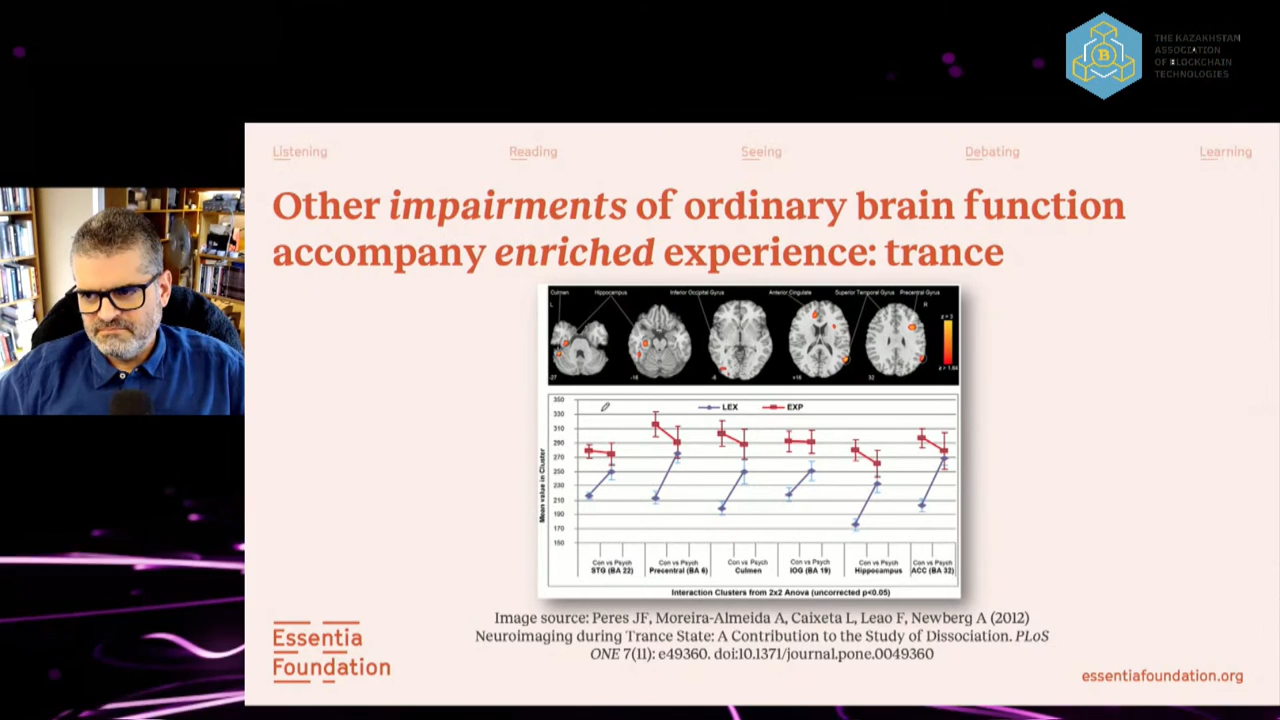 THE KAZAKHSTAN
ASSOCIATION
OF BLOCKCHAIN
TECHNOLOGIES
Listening
Reading
Seeing
Debating
Learning
Other impairments of ordinary brain function
accompany enriched experience: trance
Culmen
Hippocampus
Inferior Occipital Gyrus
Anterior Cingulate
Superior Temporal Gyrus
Precentral Gyrus
L
R
-27
-16
+16
32
LEX
EXP
350
330
310
290
270
250
230
210
190
170
150
Mean value in Cluster
Con vs Psych
STG (BA 22)
Con vs Psych
Precentral (BA 6)
Con vs Psych
Culmen
Con vs Psych
IOG (BA 19)
Con vs Psych
Hippocampus
Con vs Psych
ACC (BA 32)
Interaction Clusters from 2x2 Anova (uncorrected p<0.05)
Image source: Peres JF, Moreira-Almeida A, Caixeta L, Leao F, Newberg A (2012)
Neuroimaging during Trance State: A Contribution to the Study of Dissociation. PLoS
ONE 7(11): e49360. doi:10.1371/journal.pone.0049360
Essentia
Foundation
essentiafoundation.org